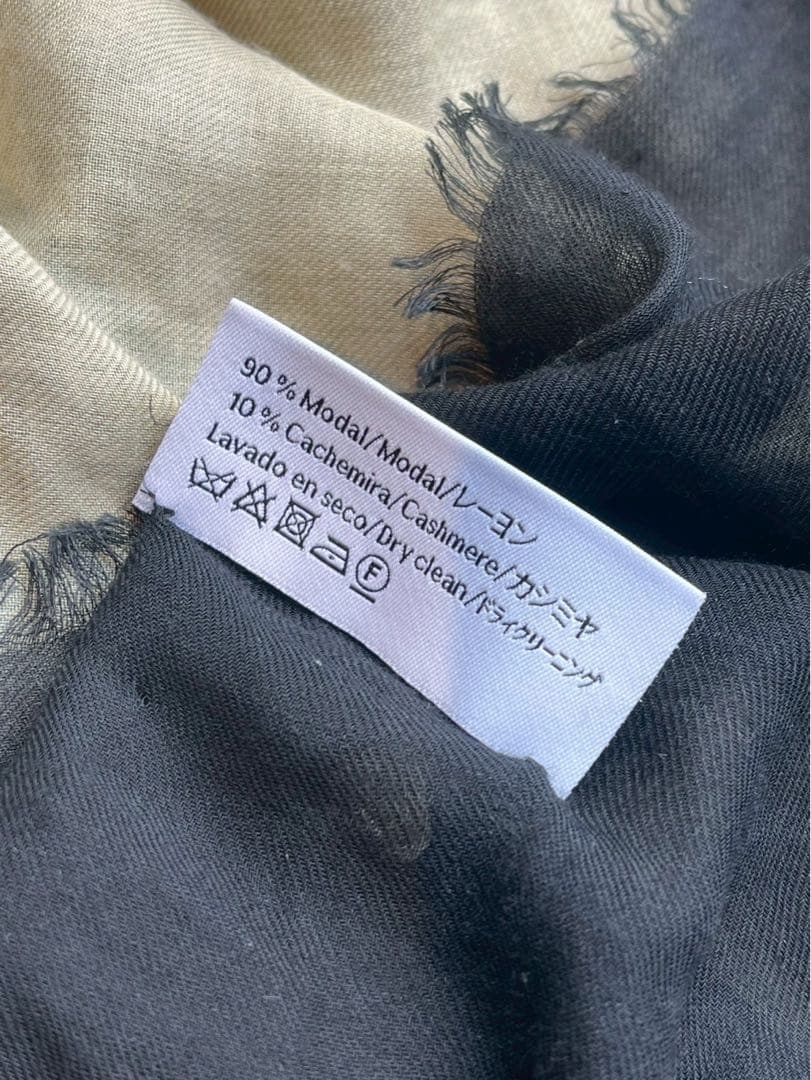 90 % Modal/Modal/レーヨン
10 % Cachemira/Cashmere/カシミヤ
Lavado en seco/Dry clean/ドライクリーニング
F